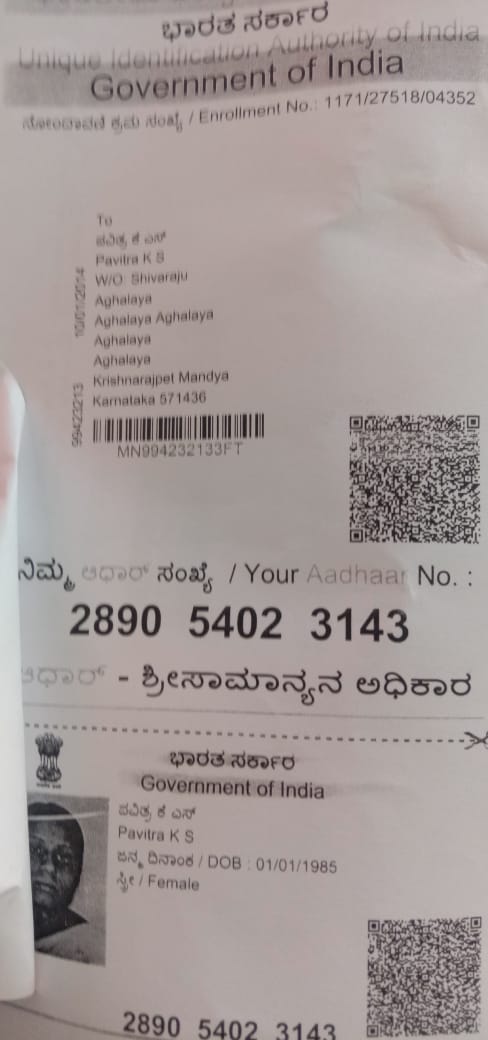 ಭಾರತ ಸರ್ಕಾರ
Unique Identification Authority of India
Government of India
ನೋಂದಾವಣೆ ಕ್ರಮ ಸಂಖ್ಯೆ / Enrollment No.: 1171/27518/04352
To
ಪವಿತ್ರ ಕೆ ಎಸ್
Pavitra K S
W/O: Shivaraju
Aghalaya
Aghalaya Aghalaya
Aghalaya
Aghalaya
Krishnarajpet Mandya
Karnataka 571436
99423213 10/01/2014
MN994232133FT
ನಿಮ್ಮ ಆಧಾರ್ ಸಂಖ್ಯೆ / Your Aadhaar No. :
2890 5402 3143
ಆಧಾರ್ - ಶ್ರೀಸಾಮಾನ್ಯನ ಅಧಿಕಾರ
ಭಾರತ ಸರ್ಕಾರ
Government of India
ಪವಿತ್ರ ಕೆ ಎಸ್
Pavitra K S
ಜನ್ಮ ದಿನಾಂಕ / DOB : 01/01/1985
ಸ್ತ್ರೀ / Female
2890 5402 3143